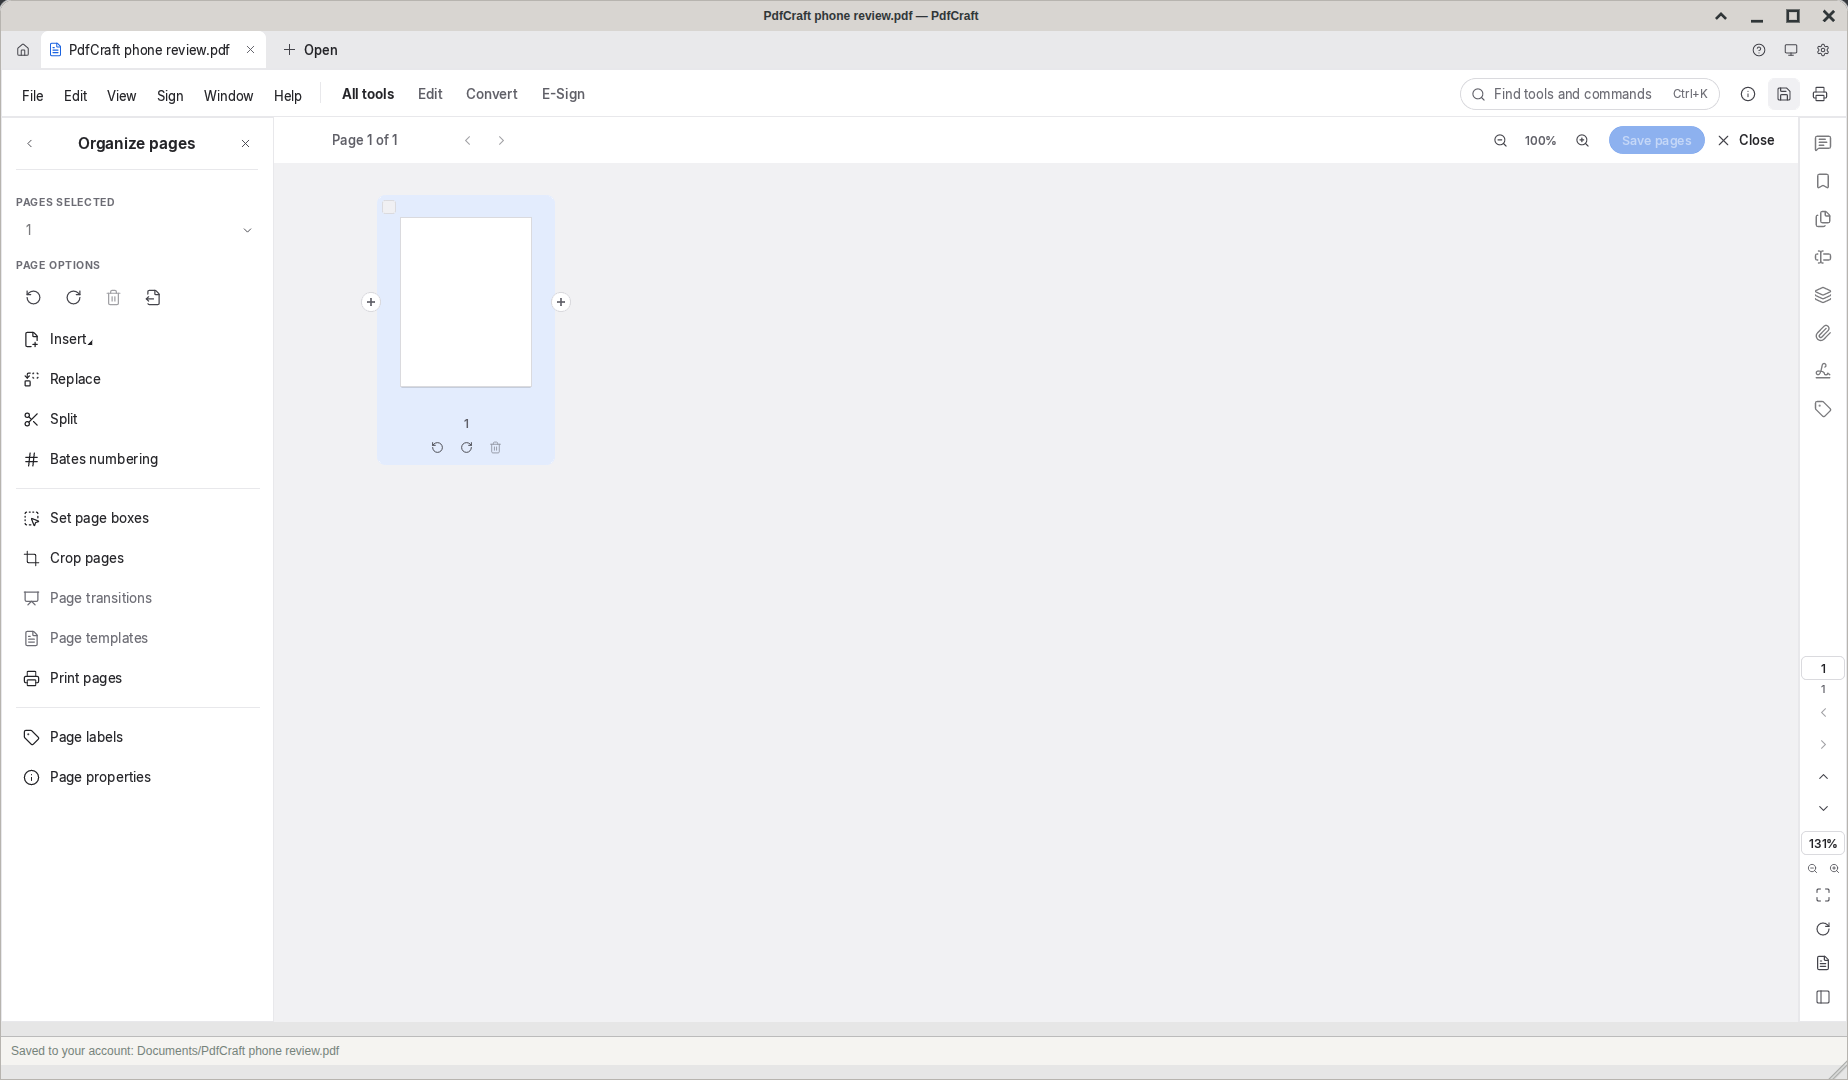 PdfCraft phone review.pdf — PdfCraft
PdfCraft phone review.pdf
Open
File Edit View Sign Window Help All tools Edit Convert E-Sign Find tools and commands Ctrl+K
Organize pages
Page 1 of 1
100%
Save pages
Close
PAGES SELECTED
1
PAGE OPTIONS
Insert
Replace
Split
Bates numbering
Set page boxes
Crop pages
Page transitions
Page templates
Print pages
Page labels
Page properties
1
1
1
131%
Saved to your account: Documents/PdfCraft phone review.pdf